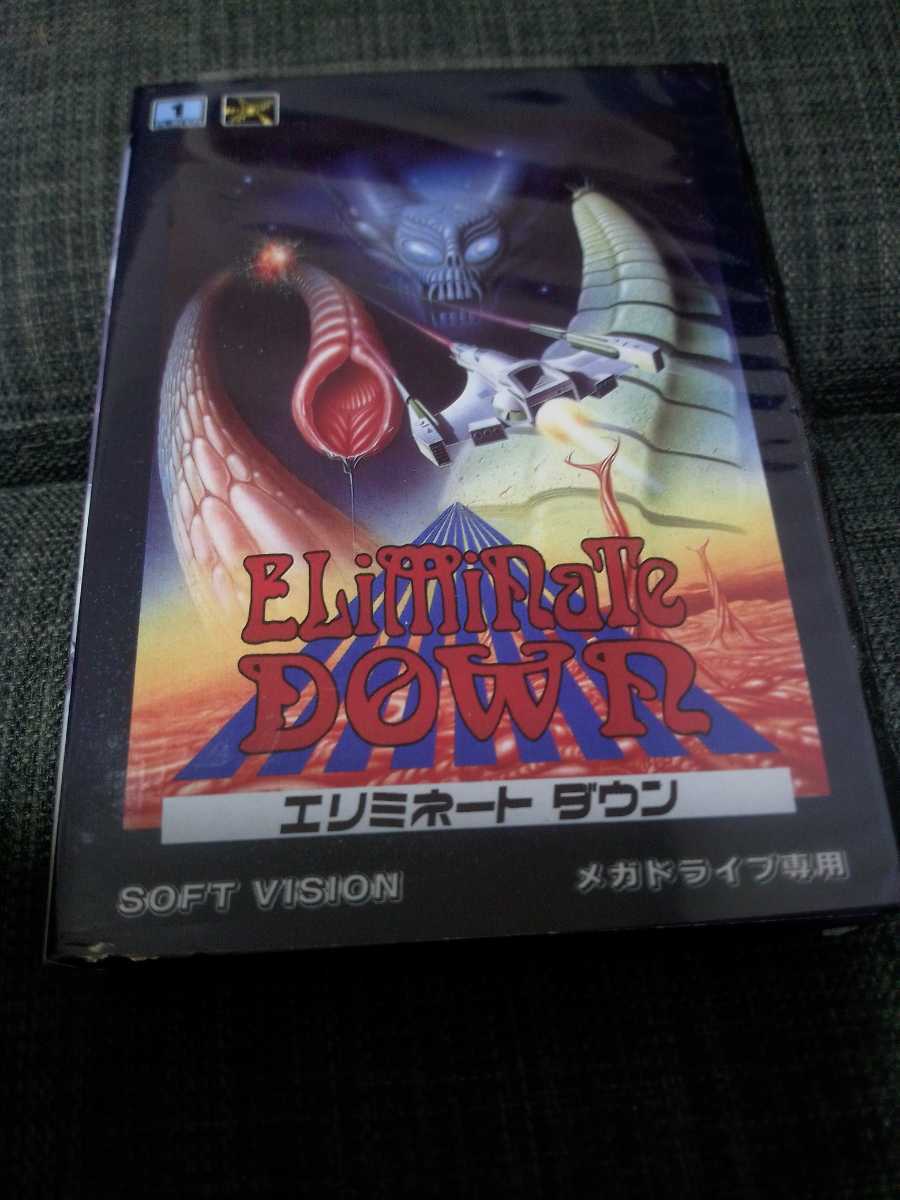 1
ELiMiNaTe
DOWN
エリミネート ダウン
SOFT VISION
メガドライブ専用